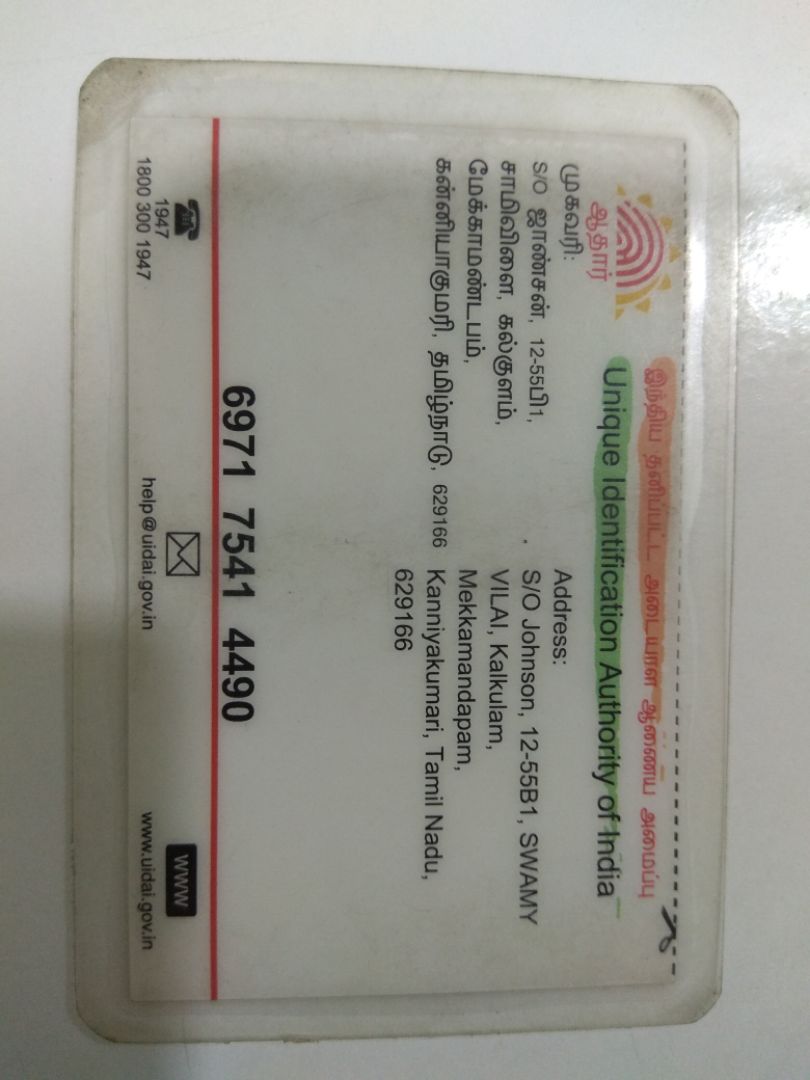 இந்திய தனிப்பட்ட அடையாள ஆணைய அமைப்பு
Unique Identification Authority of India
ஆதார்
முகவரி:
S/O ஜாண்சன், 12-55பி1,
சாமிவிளை, கல்குளம்,
மேக்காமண்டபம்,
கன்னியாகுமரி, தமிழ்நாடு, 629166
Address:
S/O Johnson, 12-55B1, SWAMY
VILAI, Kalkulam,
Mekkamandapam,
Kanniyakumari, Tamil Nadu,
629166
6971 7541 4490
1947
1800 300 1947
help@uidai.gov.in
www
www.uidai.gov.in